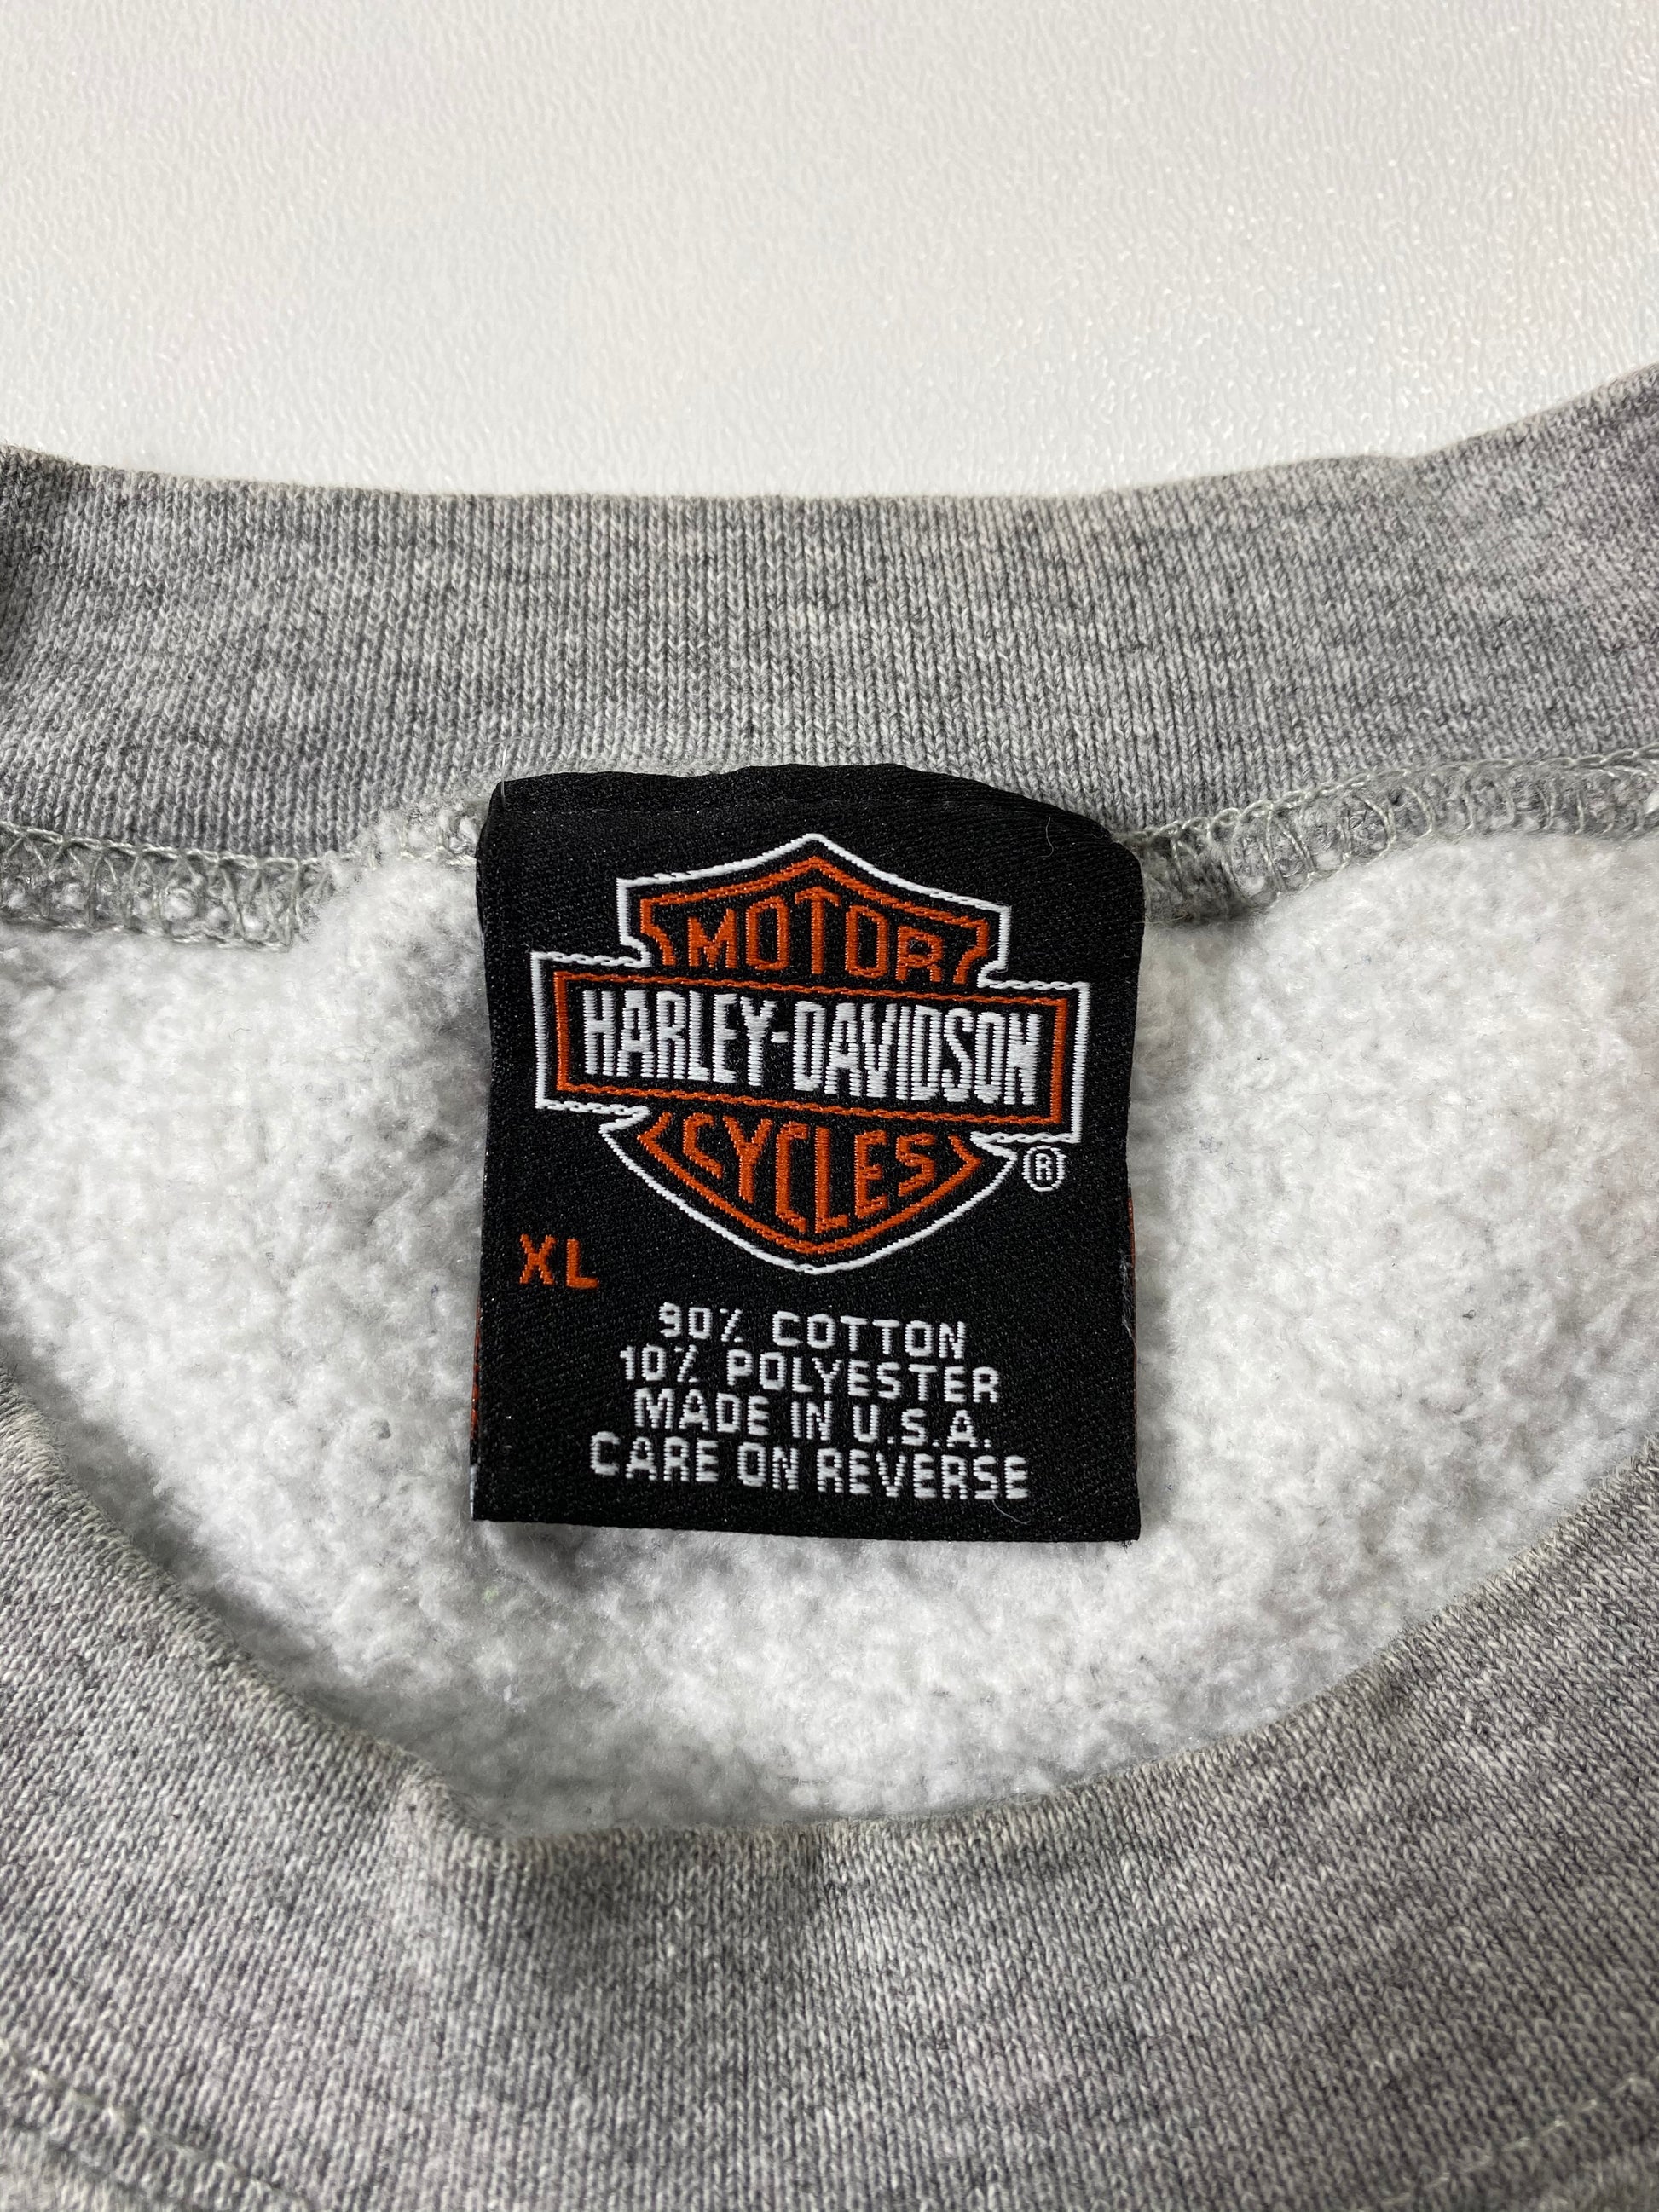 MOTOR
HARLEY-DAVIDSON
CYCLES
®
XL
90% COTTON
10% POLYESTER
MADE IN U.S.A.
CARE ON REVERSE